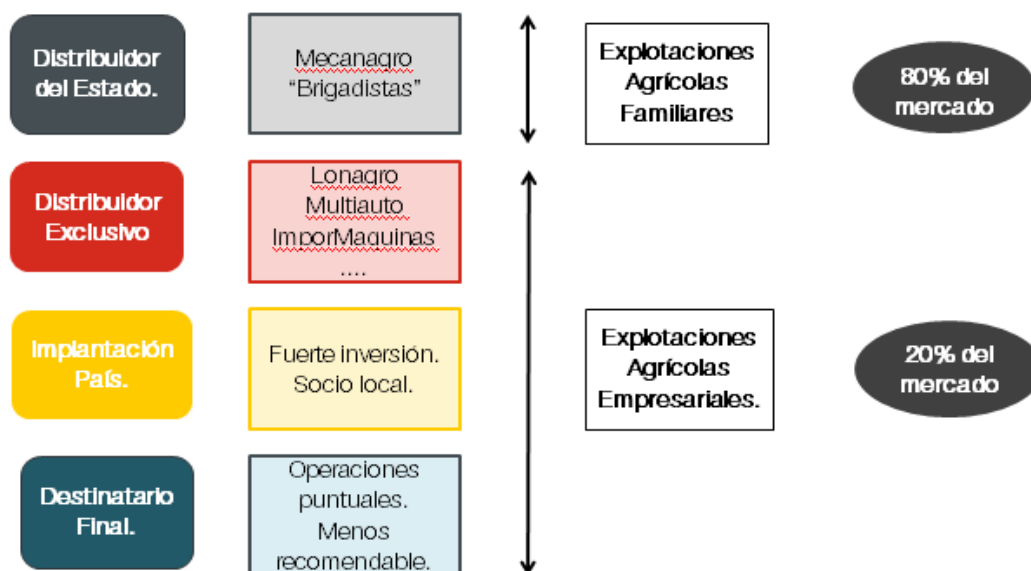 Distribuidor
del Estado.
Mecanagro
“Brigadistas”
Explotaciones
Agrícolas
Familiares
80% del
mercado
Distribuidor
Exclusivo
Lonagro
Multiauto
ImporMaquinas
....
Implantación
País.
Fuerte inversión.
Socio local.
Explotaciones
Agrícolas
Empresariales.
20% del
mercado
Destinatario
Final.
Operaciones
puntuales.
Menos
recomendable.